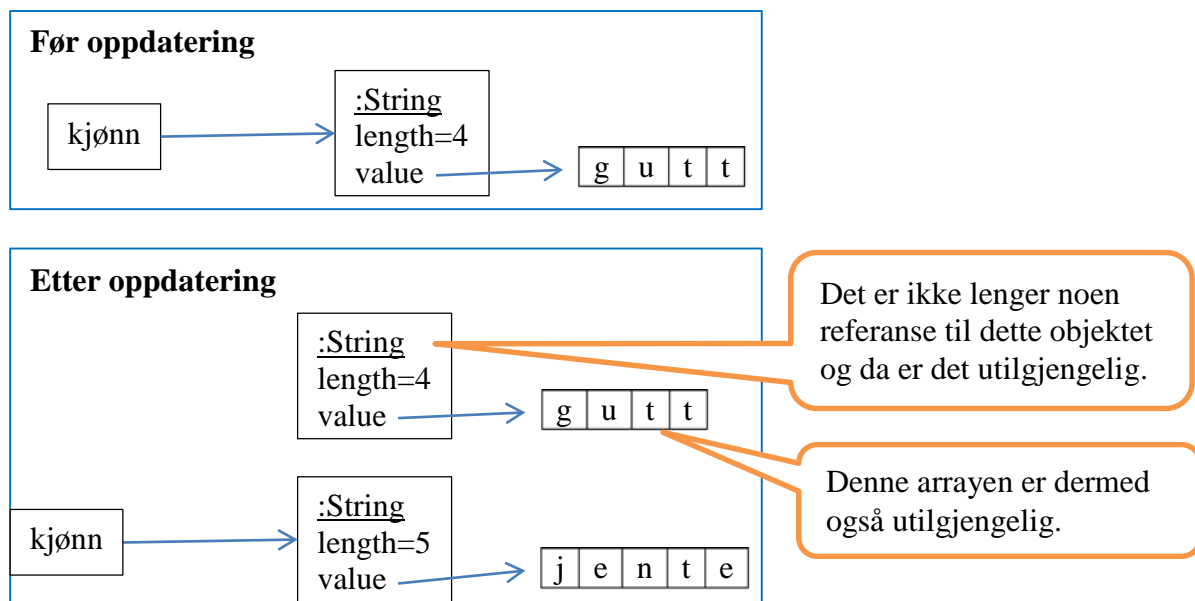 Før oppdatering
kjønn
:String
length=4
value
g u t t
Etter oppdatering
:String
length=4
value
g u t t
Det er ikke lenger noen
referanse til dette objektet
og da er det utilgjengelig.
Denne arrayen er dermed
også utilgjengelig.
kjønn
:String
length=5
value
j e n t e